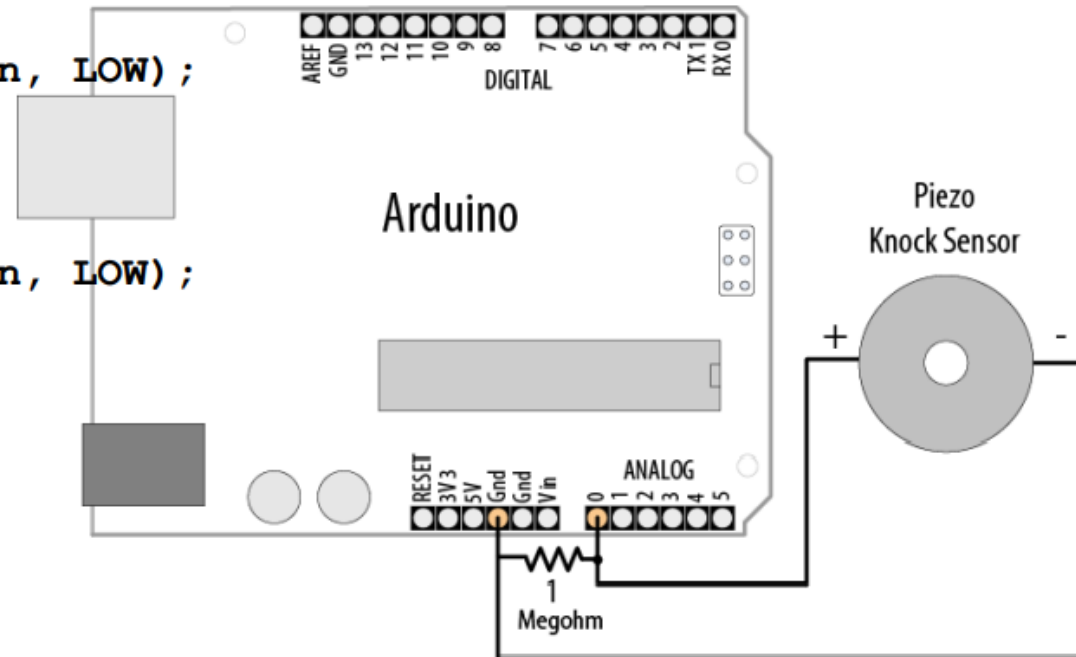 n, LOW);
AREF
GND
13
12
11
10
9
8
7
6
5
4
3
2
TX 1
RX 0
DIGITAL
n, LOW);
Arduino
Piezo
Knock Sensor
+
-
RESET
3V3
5V
Gnd
Gnd
Vin
ANALOG
0
1
2
3
4
5
1
Megohm